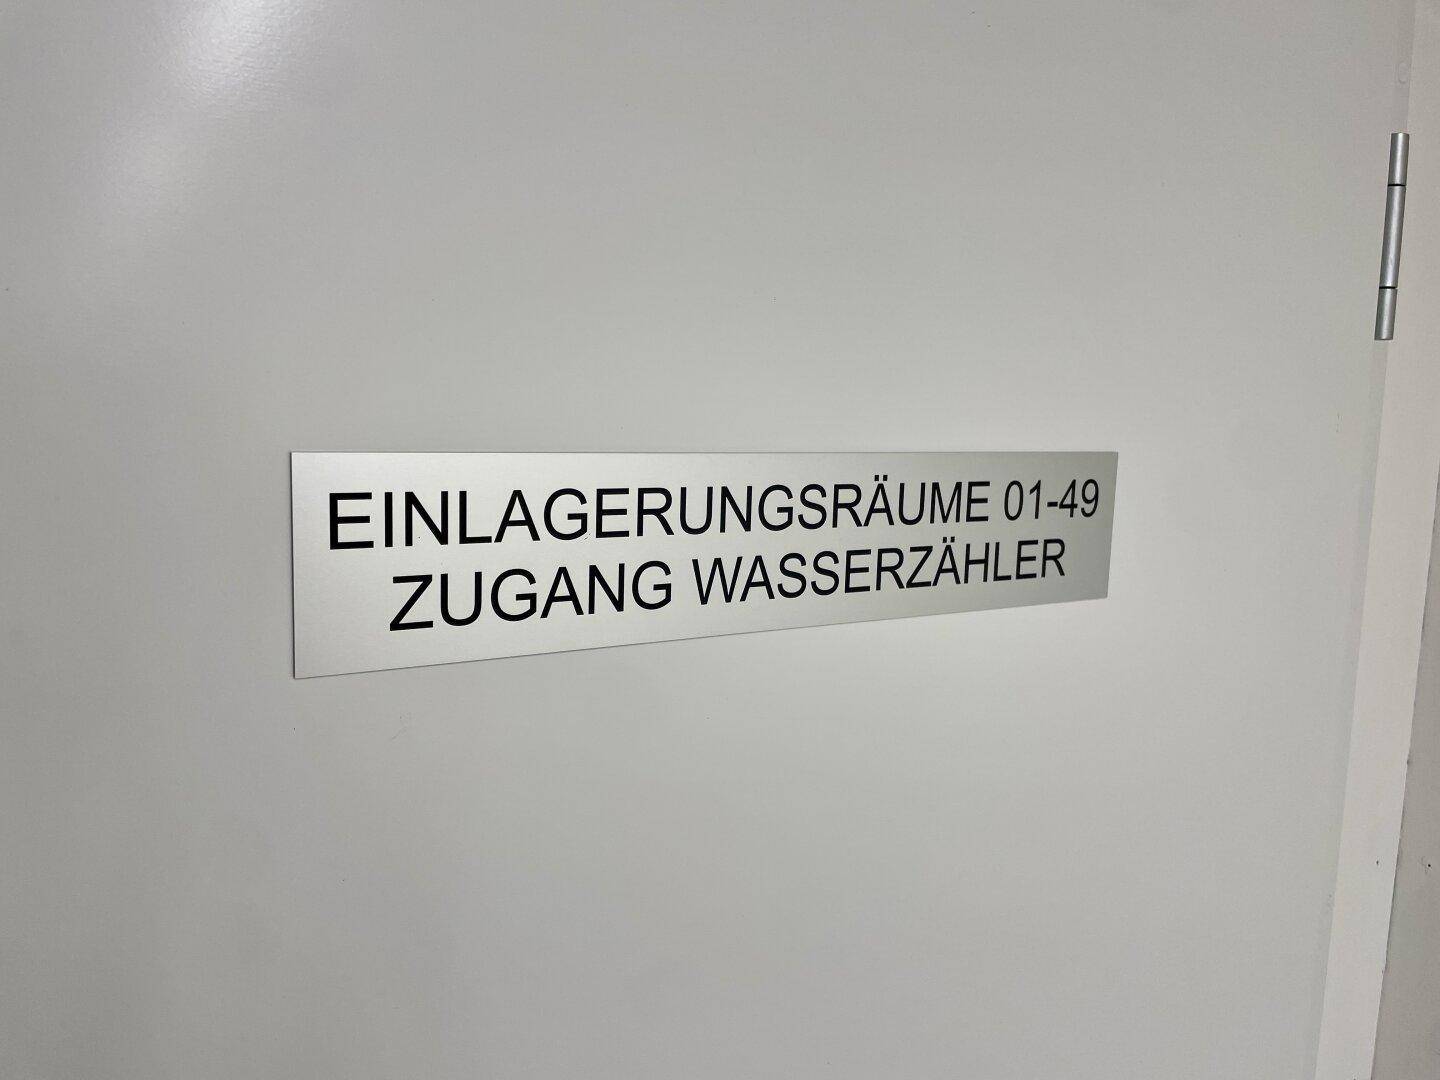 EINLAGERUNGSRÄUME 01-49
ZUGANG WASSERZÄHLER